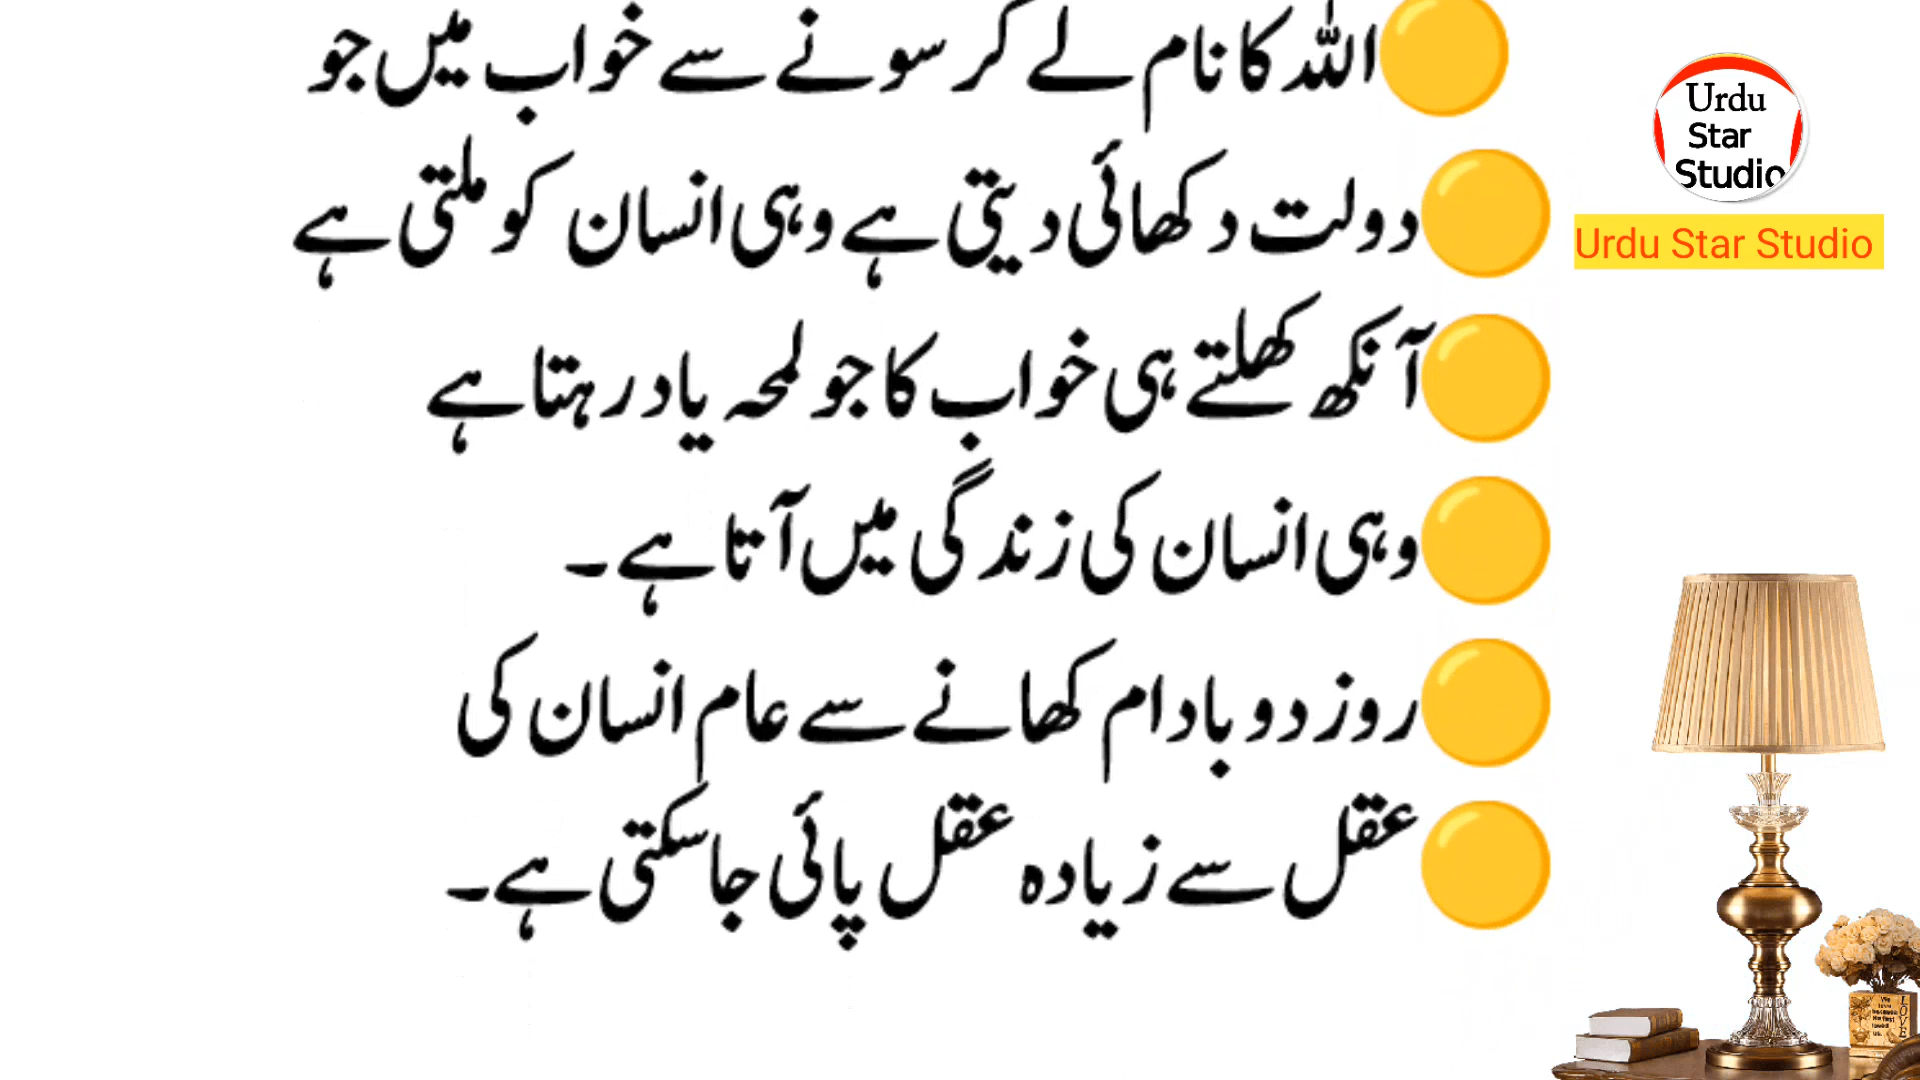 اللہ کا نام لے کر سونے سے خواب میں جو
دولت دکھائی دیتی ہے وہی انسان کو ملتی ہے
آنکھ کھلتے ہی خواب کا جو لمحہ یاد رہتا ہے
وہی انسان کی زندگی میں آتا ہے۔
روز دو بادام کھانے سے عام انسان کی
عقل سے زیادہ عقل پائی جا سکتی ہے۔
Urdu
Star
Studio
Urdu Star Studio
LOVE